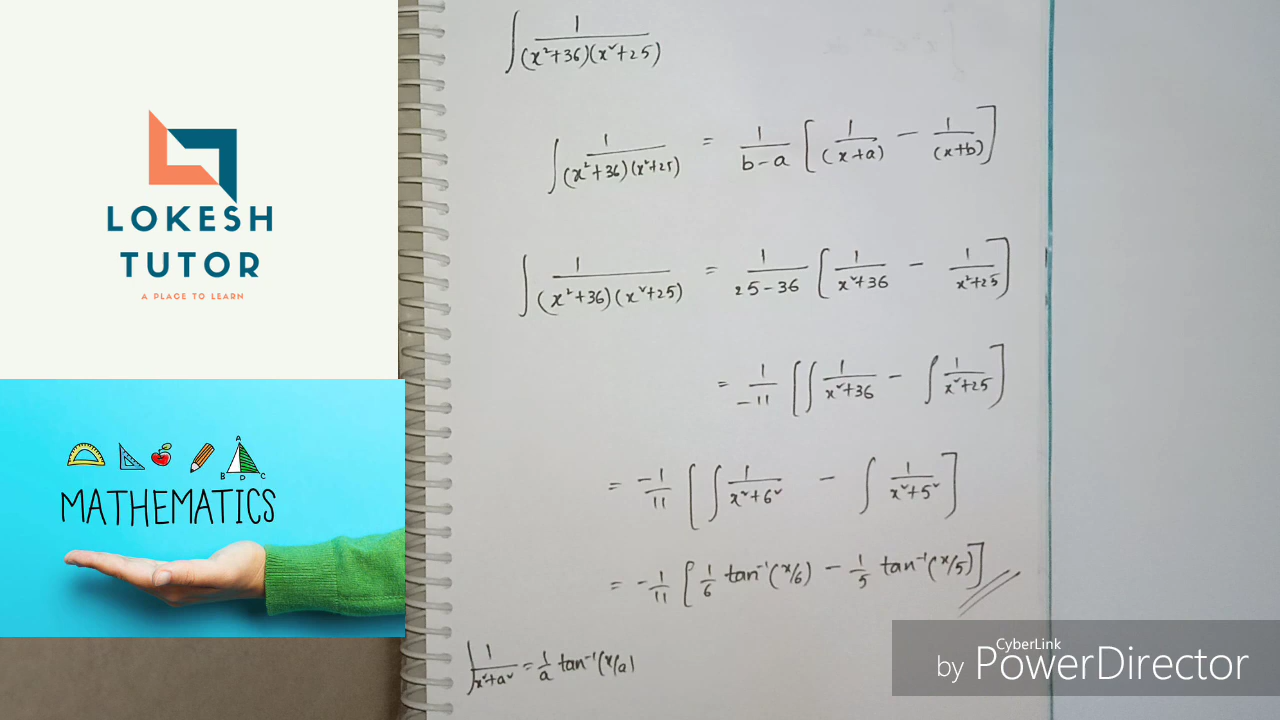 LOKESH
TUTOR
A PLACE TO LEARN
A
B D C
MATHEMATICS
∫ 1/((x²+36)(x²+25))
∫ 1/((x²+36)(x²+25)) = 1/(b-a) [1/(x+a) - 1/(x+b)]
∫ 1/((x²+36)(x²+25)) = 1/(25-36) [1/(x²+36) - 1/(x²+25)]
= 1/(-11) [∫ 1/(x²+36) - ∫ 1/(x²+25)]
= -1/11 [∫ 1/(x²+6²) - ∫ 1/(x²+5²)]
= -1/11 [1/6 tan⁻¹(x/6) - 1/5 tan⁻¹(x/5)]
∫ 1/(x²+a²) = 1/a tan⁻¹(x/a)
CyberLink
by PowerDirector